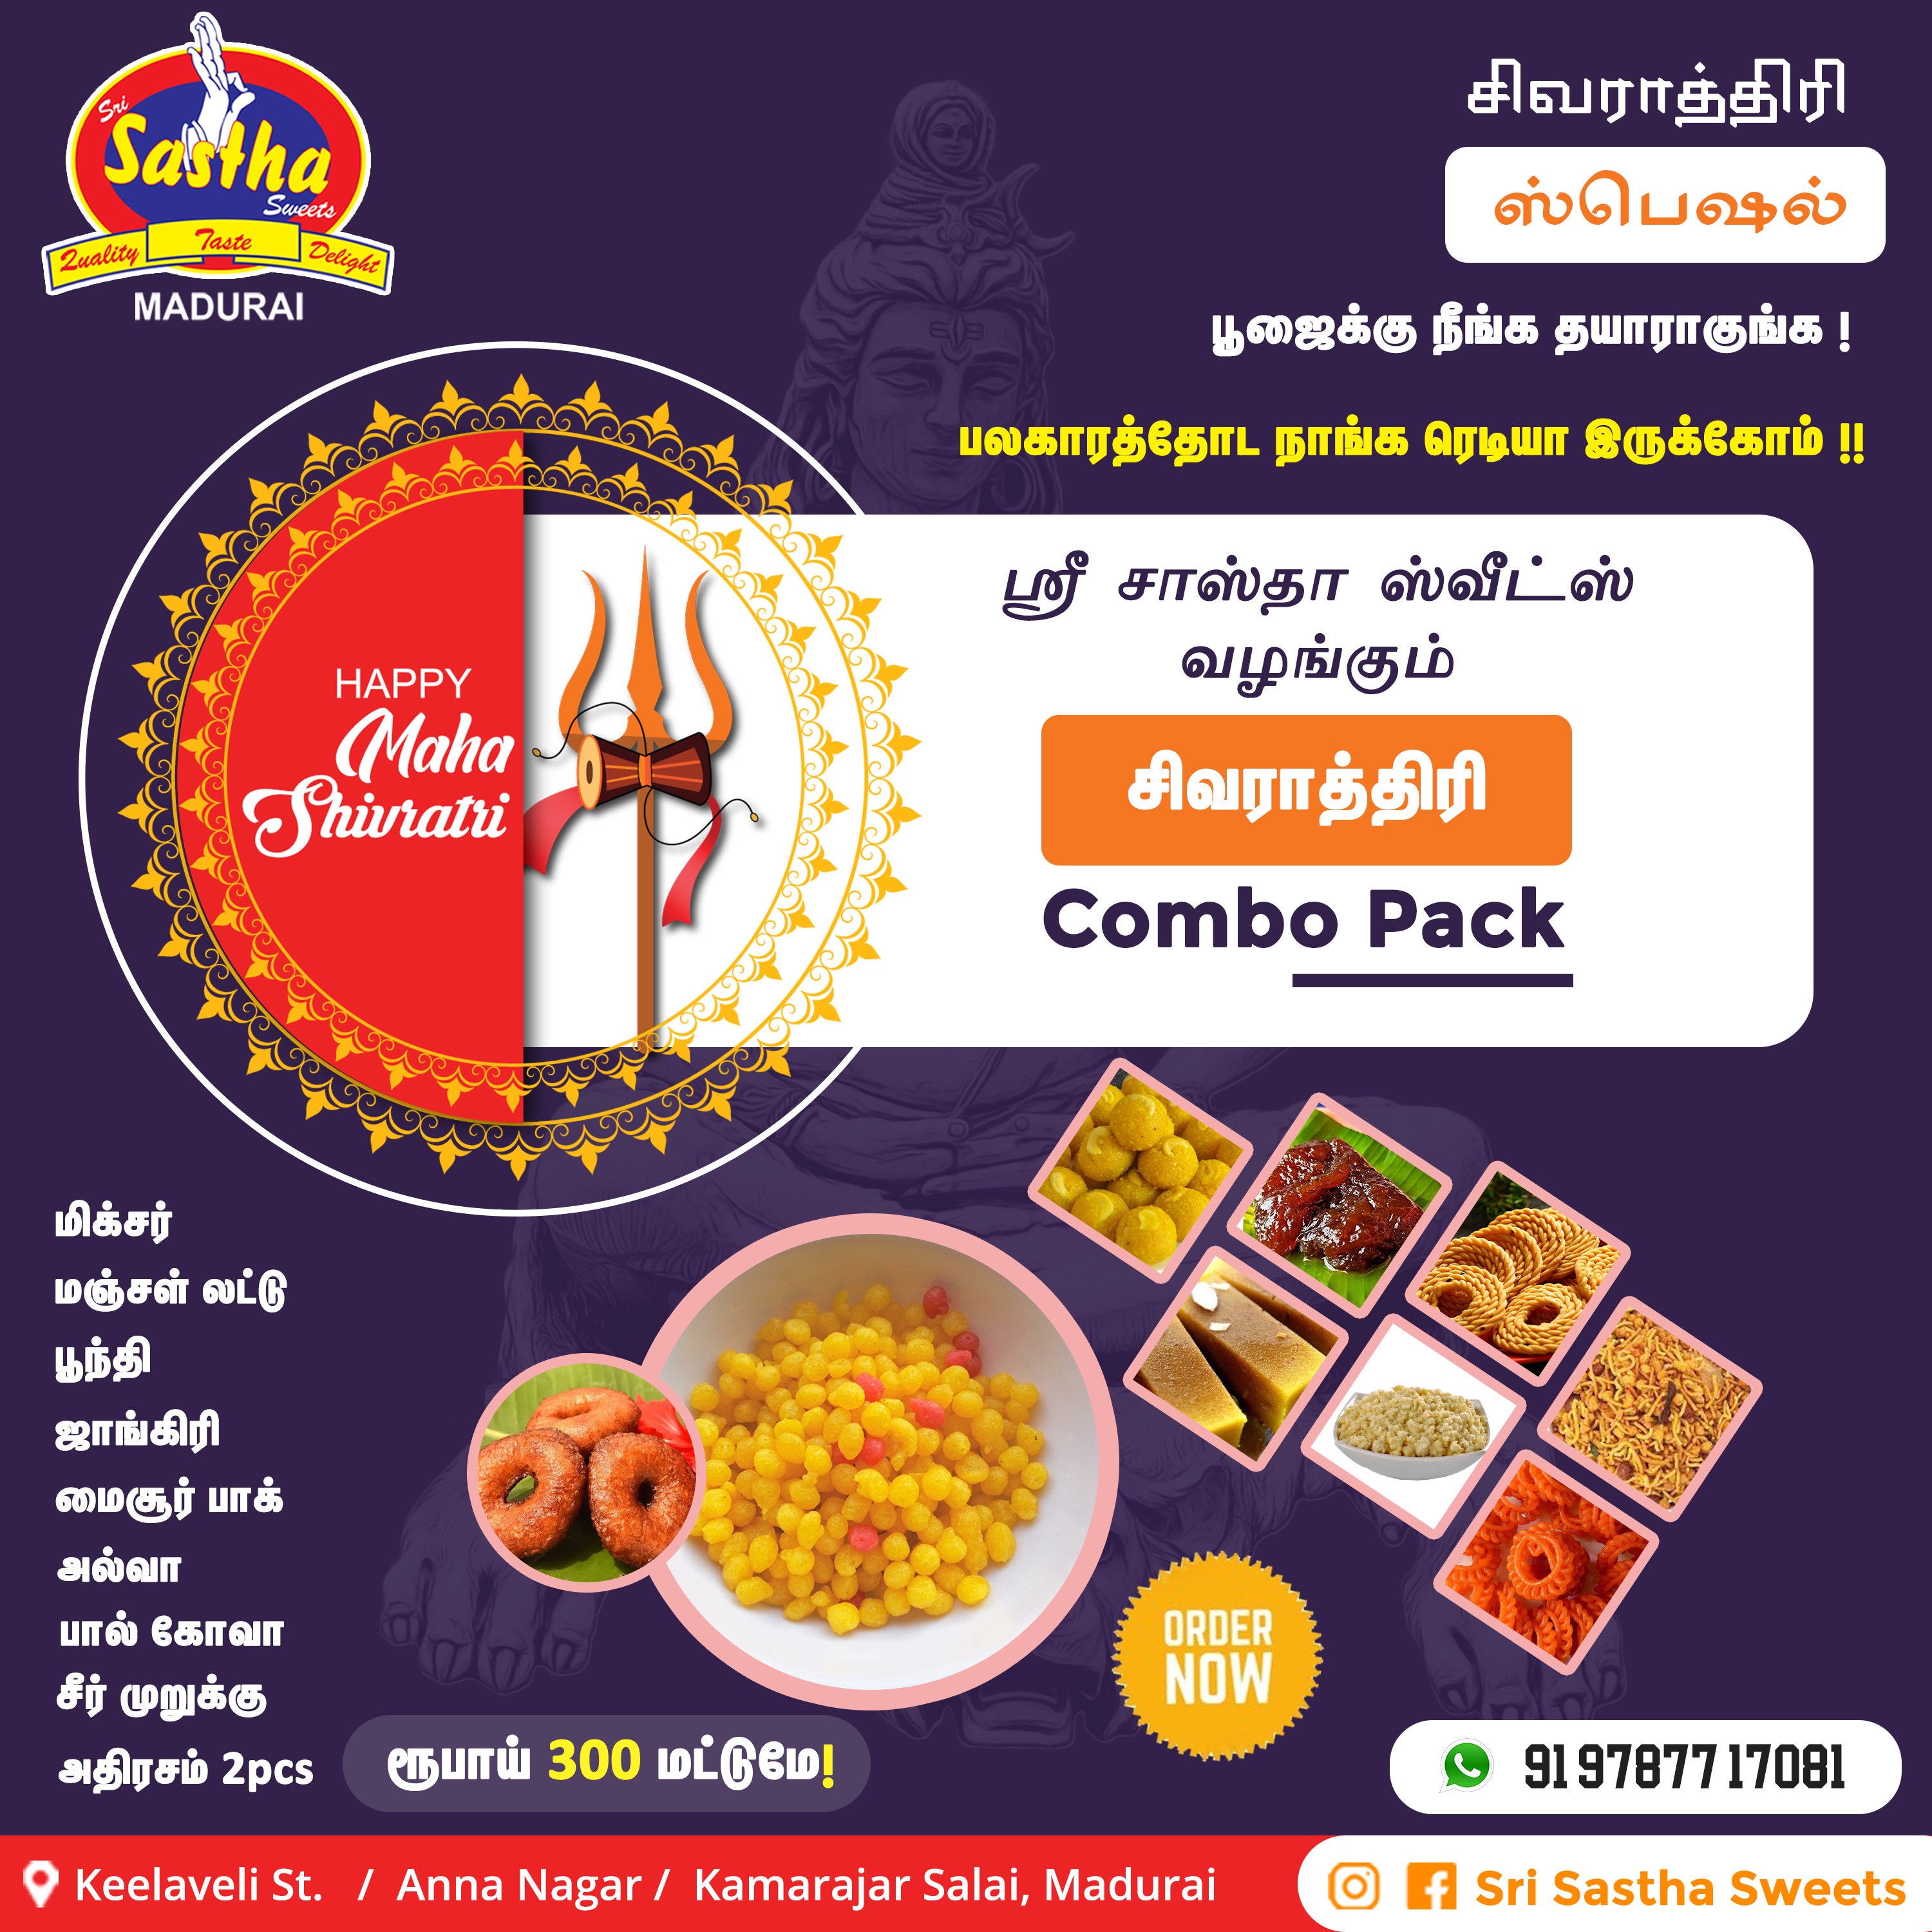 Sri
Sastha
Sweets
Quality Taste Delight
MADURAI
சிவராத்திரி
ஸ்பெஷல்
பூஜைக்கு நீங்க தயாராகுங்க !
பலகாரத்தோட நாங்க ரெடியா இருக்கோம் !!
HAPPY
Maha
Shivratri
ஸ்ரீ சாஸ்தா ஸ்வீட்ஸ்
வழங்கும்
சிவராத்திரி
Combo Pack
மிக்சர்
மஞ்சள் லட்டு
பூந்தி
ஜாங்கிரி
மைசூர் பாக்
அல்வா
பால் கோவா
சீர் முறுக்கு
அதிரசம் 2pcs
ரூபாய் 300 மட்டுமே!
ORDER
NOW
91 97877 17081
Keelaveli St. / Anna Nagar / Kamarajar Salai, Madurai
Sri Sastha Sweets